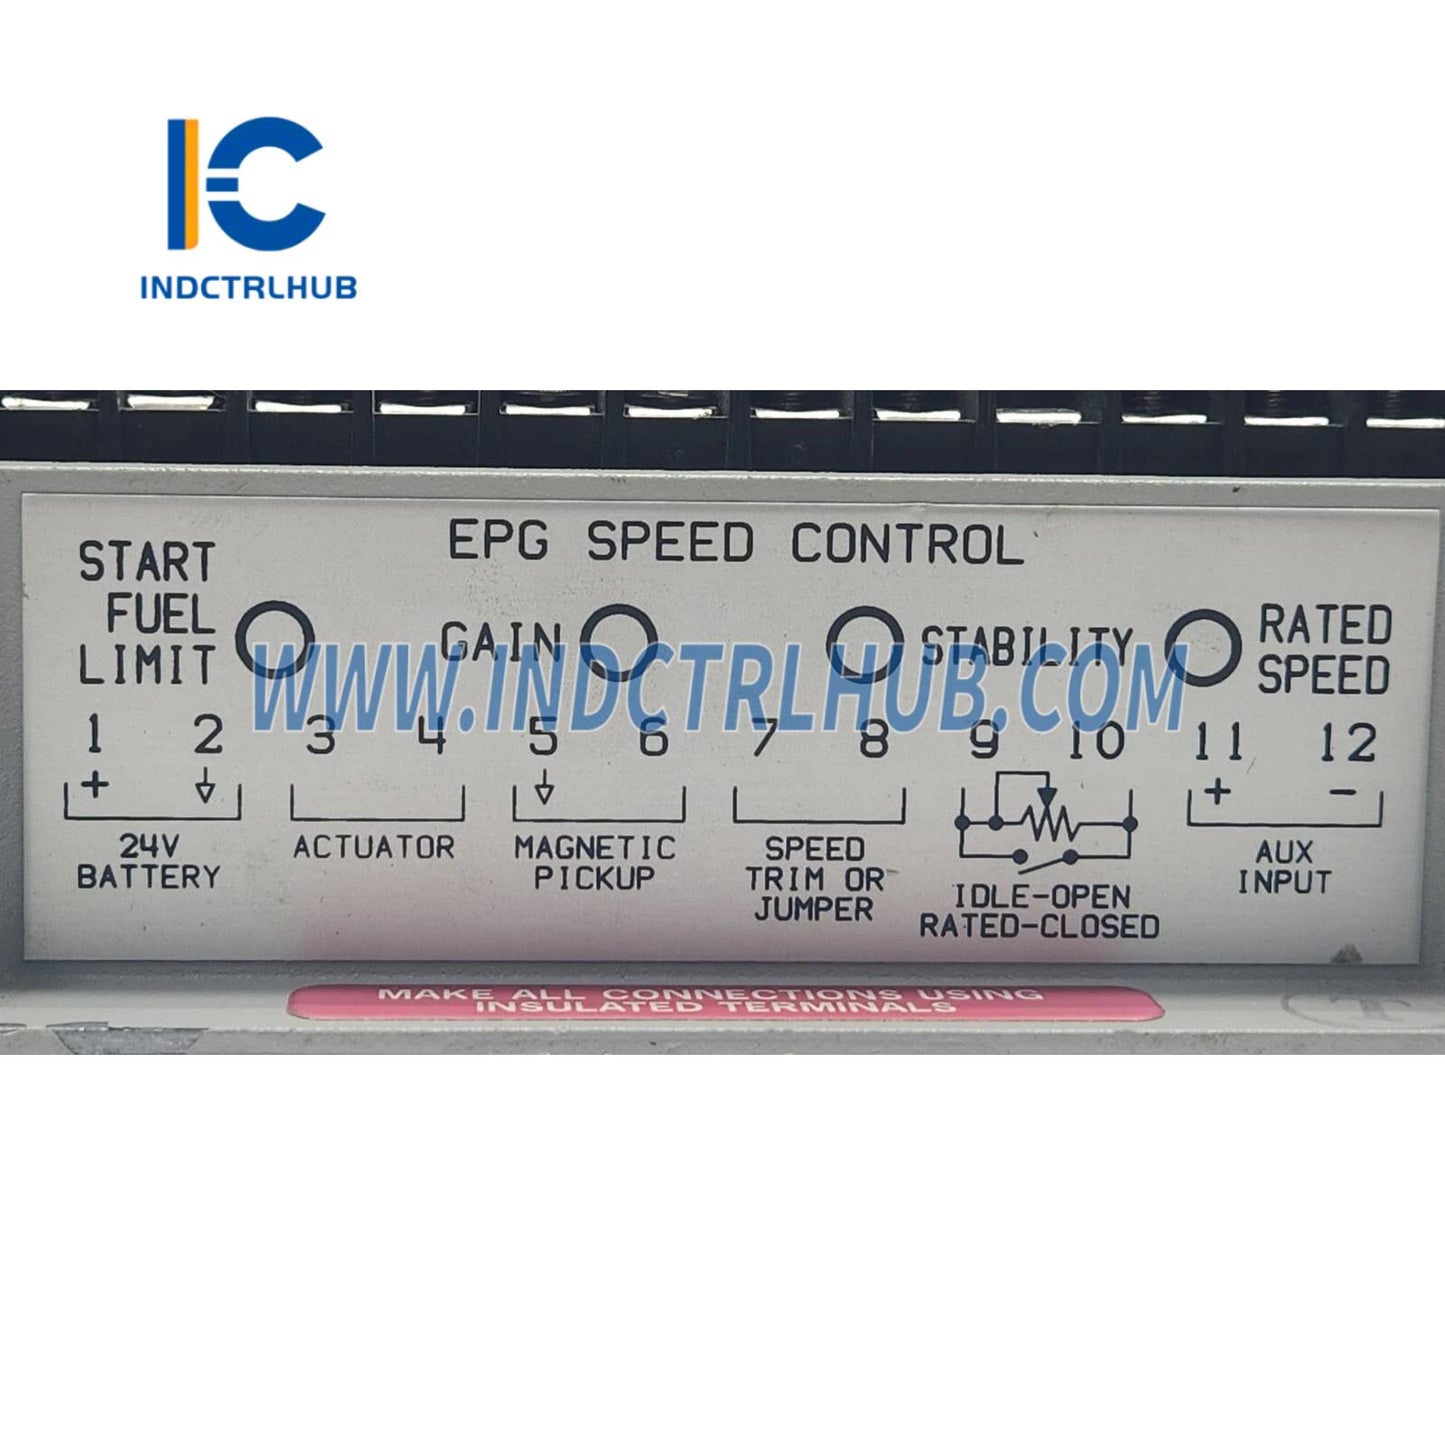 INDCTRLHUB
EPG SPEED CONTROL
START
FUEL
LIMIT
GAIN
STABILITY
RATED
SPEED
WWW.INDCTRLHUB.COM
1 2 3 4 5 6 7 8 9 10 11 12
+ + -
24V
BATTERY
ACTUATOR
MAGNETIC
PICKUP
SPEED
TRIM OR
JUMPER
IDLE-OPEN
RATED-CLOSED
AUX
INPUT
MAKE ALL CONNECTIONS USING
INSULATED TERMINALS